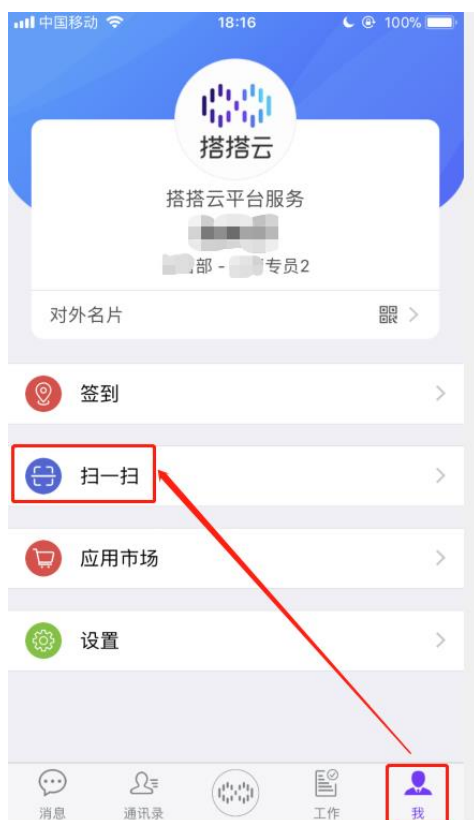 中国移动 18:16 100%
搭搭云
搭搭云平台服务
部 - 专员2
对外名片
签到
扫一扫
应用市场
设置
消息 通讯录 工作 我